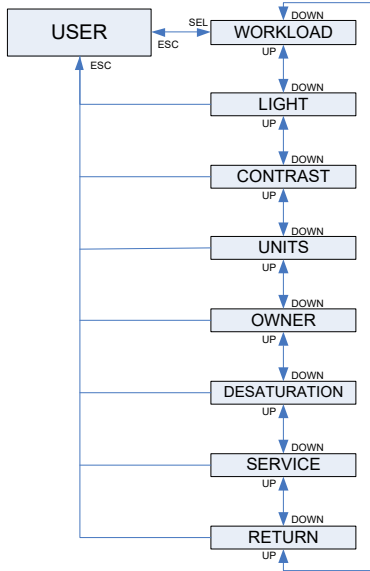 DOWN
USER
SEL
WORKLOAD
ESC
UP
ESC
DOWN
LIGHT
UP
DOWN
CONTRAST
UP
DOWN
UNITS
UP
DOWN
OWNER
UP
DOWN
DESATURATION
UP
DOWN
SERVICE
UP
DOWN
RETURN
UP